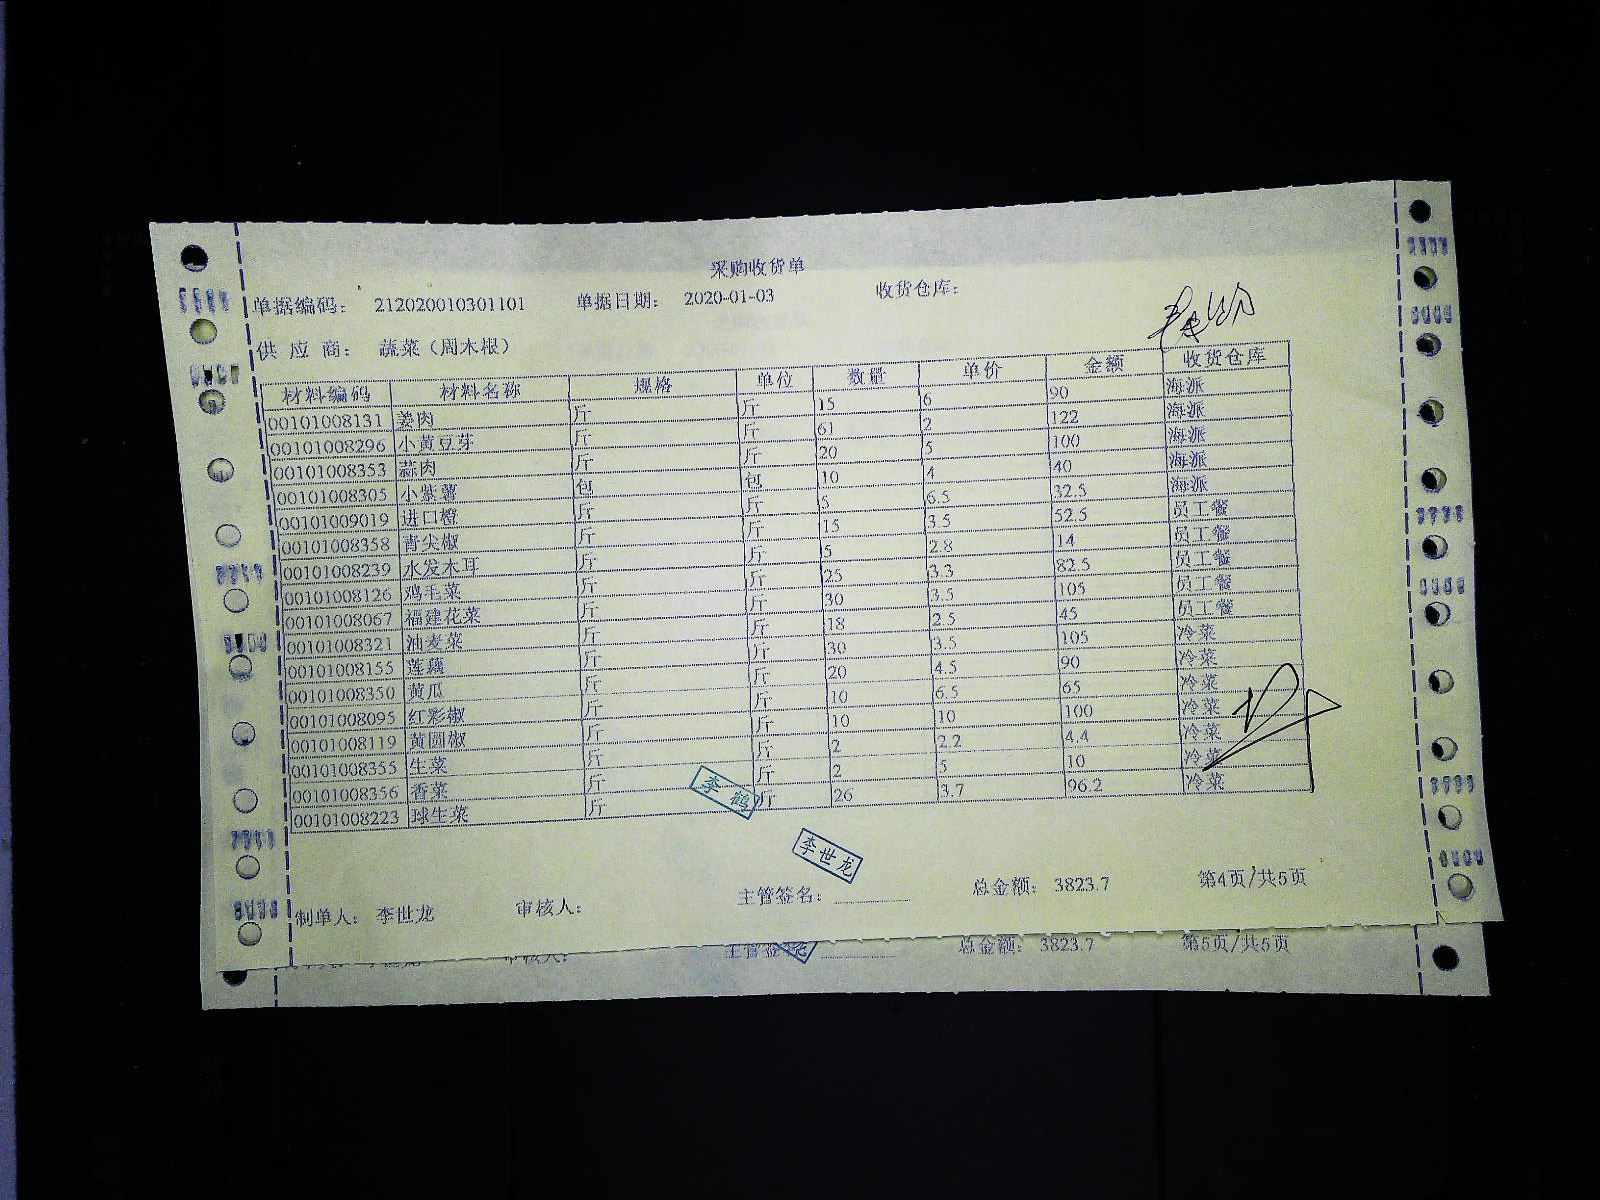 采购收货单
单据编码: 212020010301101 单据日期: 2020-01-03 收货仓库:
供应商: 蔬菜（周木根）
材料编码 材料名称 规格 单位 数量 单价 金额 收货仓库
00101008131 姜肉 斤 斤 15 6 90 海派
00101008296 小黄豆芽 斤 斤 61 2 122 海派
00101008353 蒜肉 斤 斤 20 5 100 海派
00101008305 小紫薯 包 包 10 4 40 海派
00101009019 进口橙 斤 斤 5 6.5 32.5 海派
00101008358 青尖椒 斤 斤 15 3.5 52.5 员工餐
00101008239 水发木耳 斤 斤 5 2.8 14 员工餐
00101008126 鸡毛菜 斤 斤 25 3.3 82.5 员工餐
00101008067 福建花菜 斤 斤 30 3.5 105 员工餐
00101008321 油麦菜 斤 斤 18 2.5 45 员工餐
00101008155 莲藕 斤 斤 30 3.5 105 冷菜
00101008350 黄瓜 斤 斤 20 4.5 90 冷菜
00101008095 红彩椒 斤 斤 10 6.5 65 冷菜
00101008119 黄圆椒 斤 斤 10 10 100 冷菜
00101008355 生菜 斤 斤 2 2.2 4.4 冷菜
00101008356 香菜 斤 斤 2 5 10 冷菜
00101008223 球生菜 斤 斤 26 3.7 96.2 冷菜
李鹤
李世龙
制单人: 李世龙 审核人: 主管签名: 总金额: 3823.7 第4页/共5页
主管签名: 总金额: 3823.7 第5页/共5页